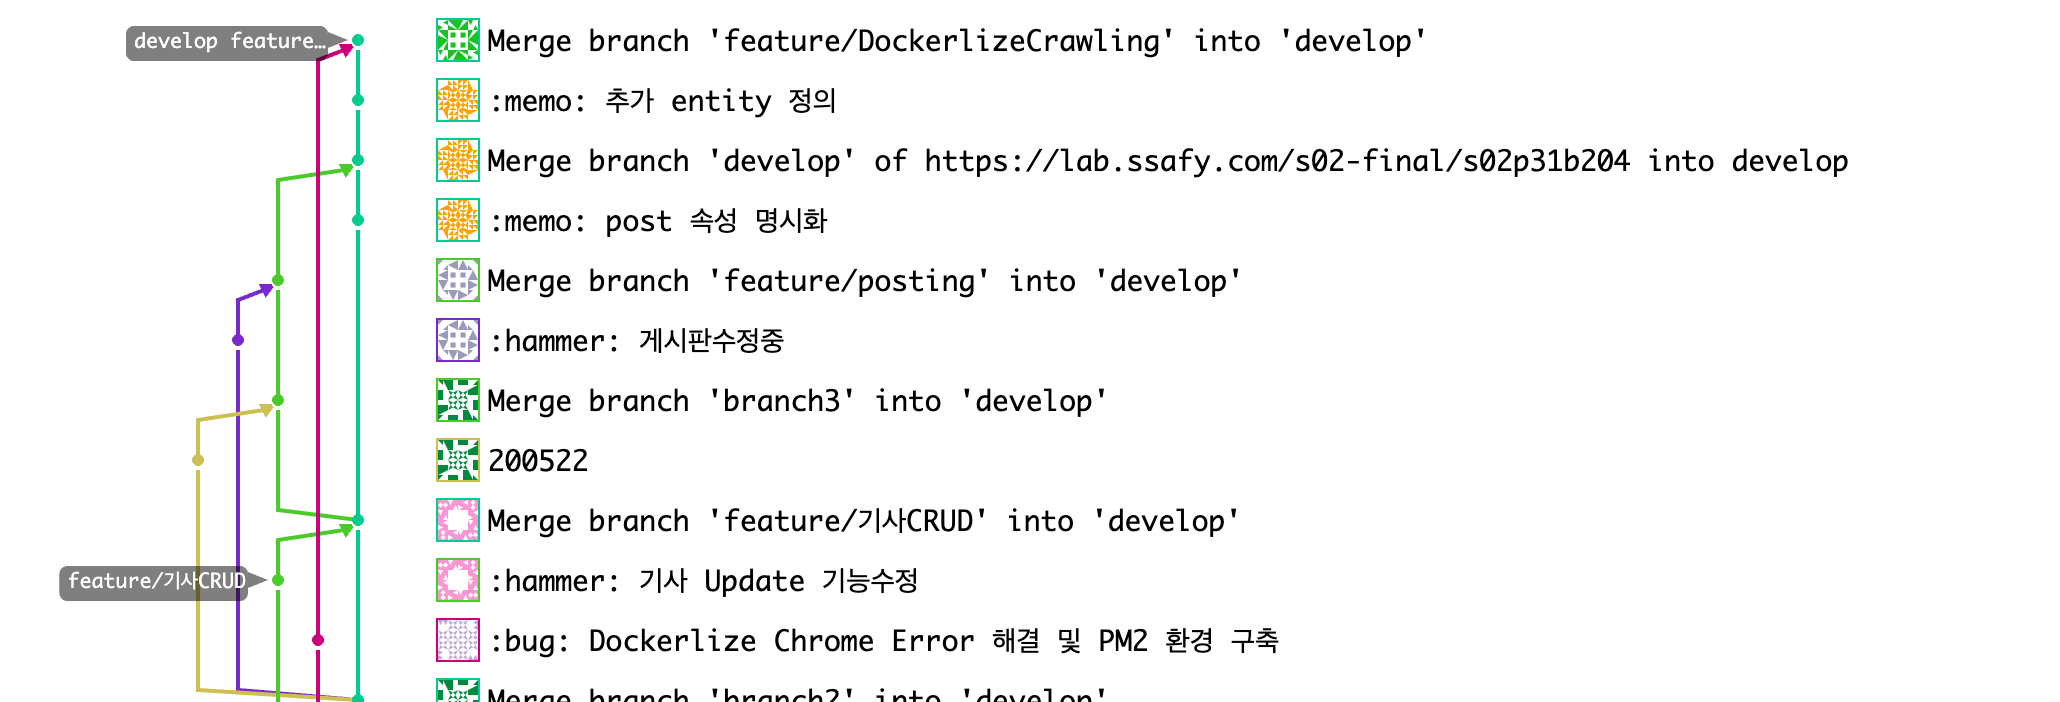 develop feature…
Merge branch 'feature/DockerlizeCrawling' into 'develop'
:memo: 추가 entity 정의
Merge branch 'develop' of https://lab.ssafy.com/s02-final/s02p31b204 into develop
:memo: post 속성 명시화
Merge branch 'feature/posting' into 'develop'
:hammer: 게시판수정중
Merge branch 'branch3' into 'develop'
200522
Merge branch 'feature/기사CRUD' into 'develop'
feature/기사CRUD
:hammer: 기사 Update 기능수정
:bug: Dockerlize Chrome Error 해결 및 PM2 환경 구축
Merge branch 'branch2' into 'develop'